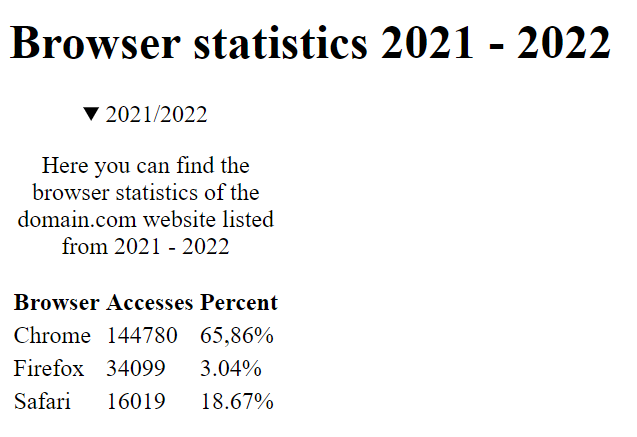 Browser statistics 2021 - 2022
▼ 2021/2022
Here you can find the
browser statistics of the
domain.com website listed
from 2021 - 2022
Browser Accesses Percent
Chrome 144780 65,86%
Firefox 34099 3.04%
Safari 16019 18.67%